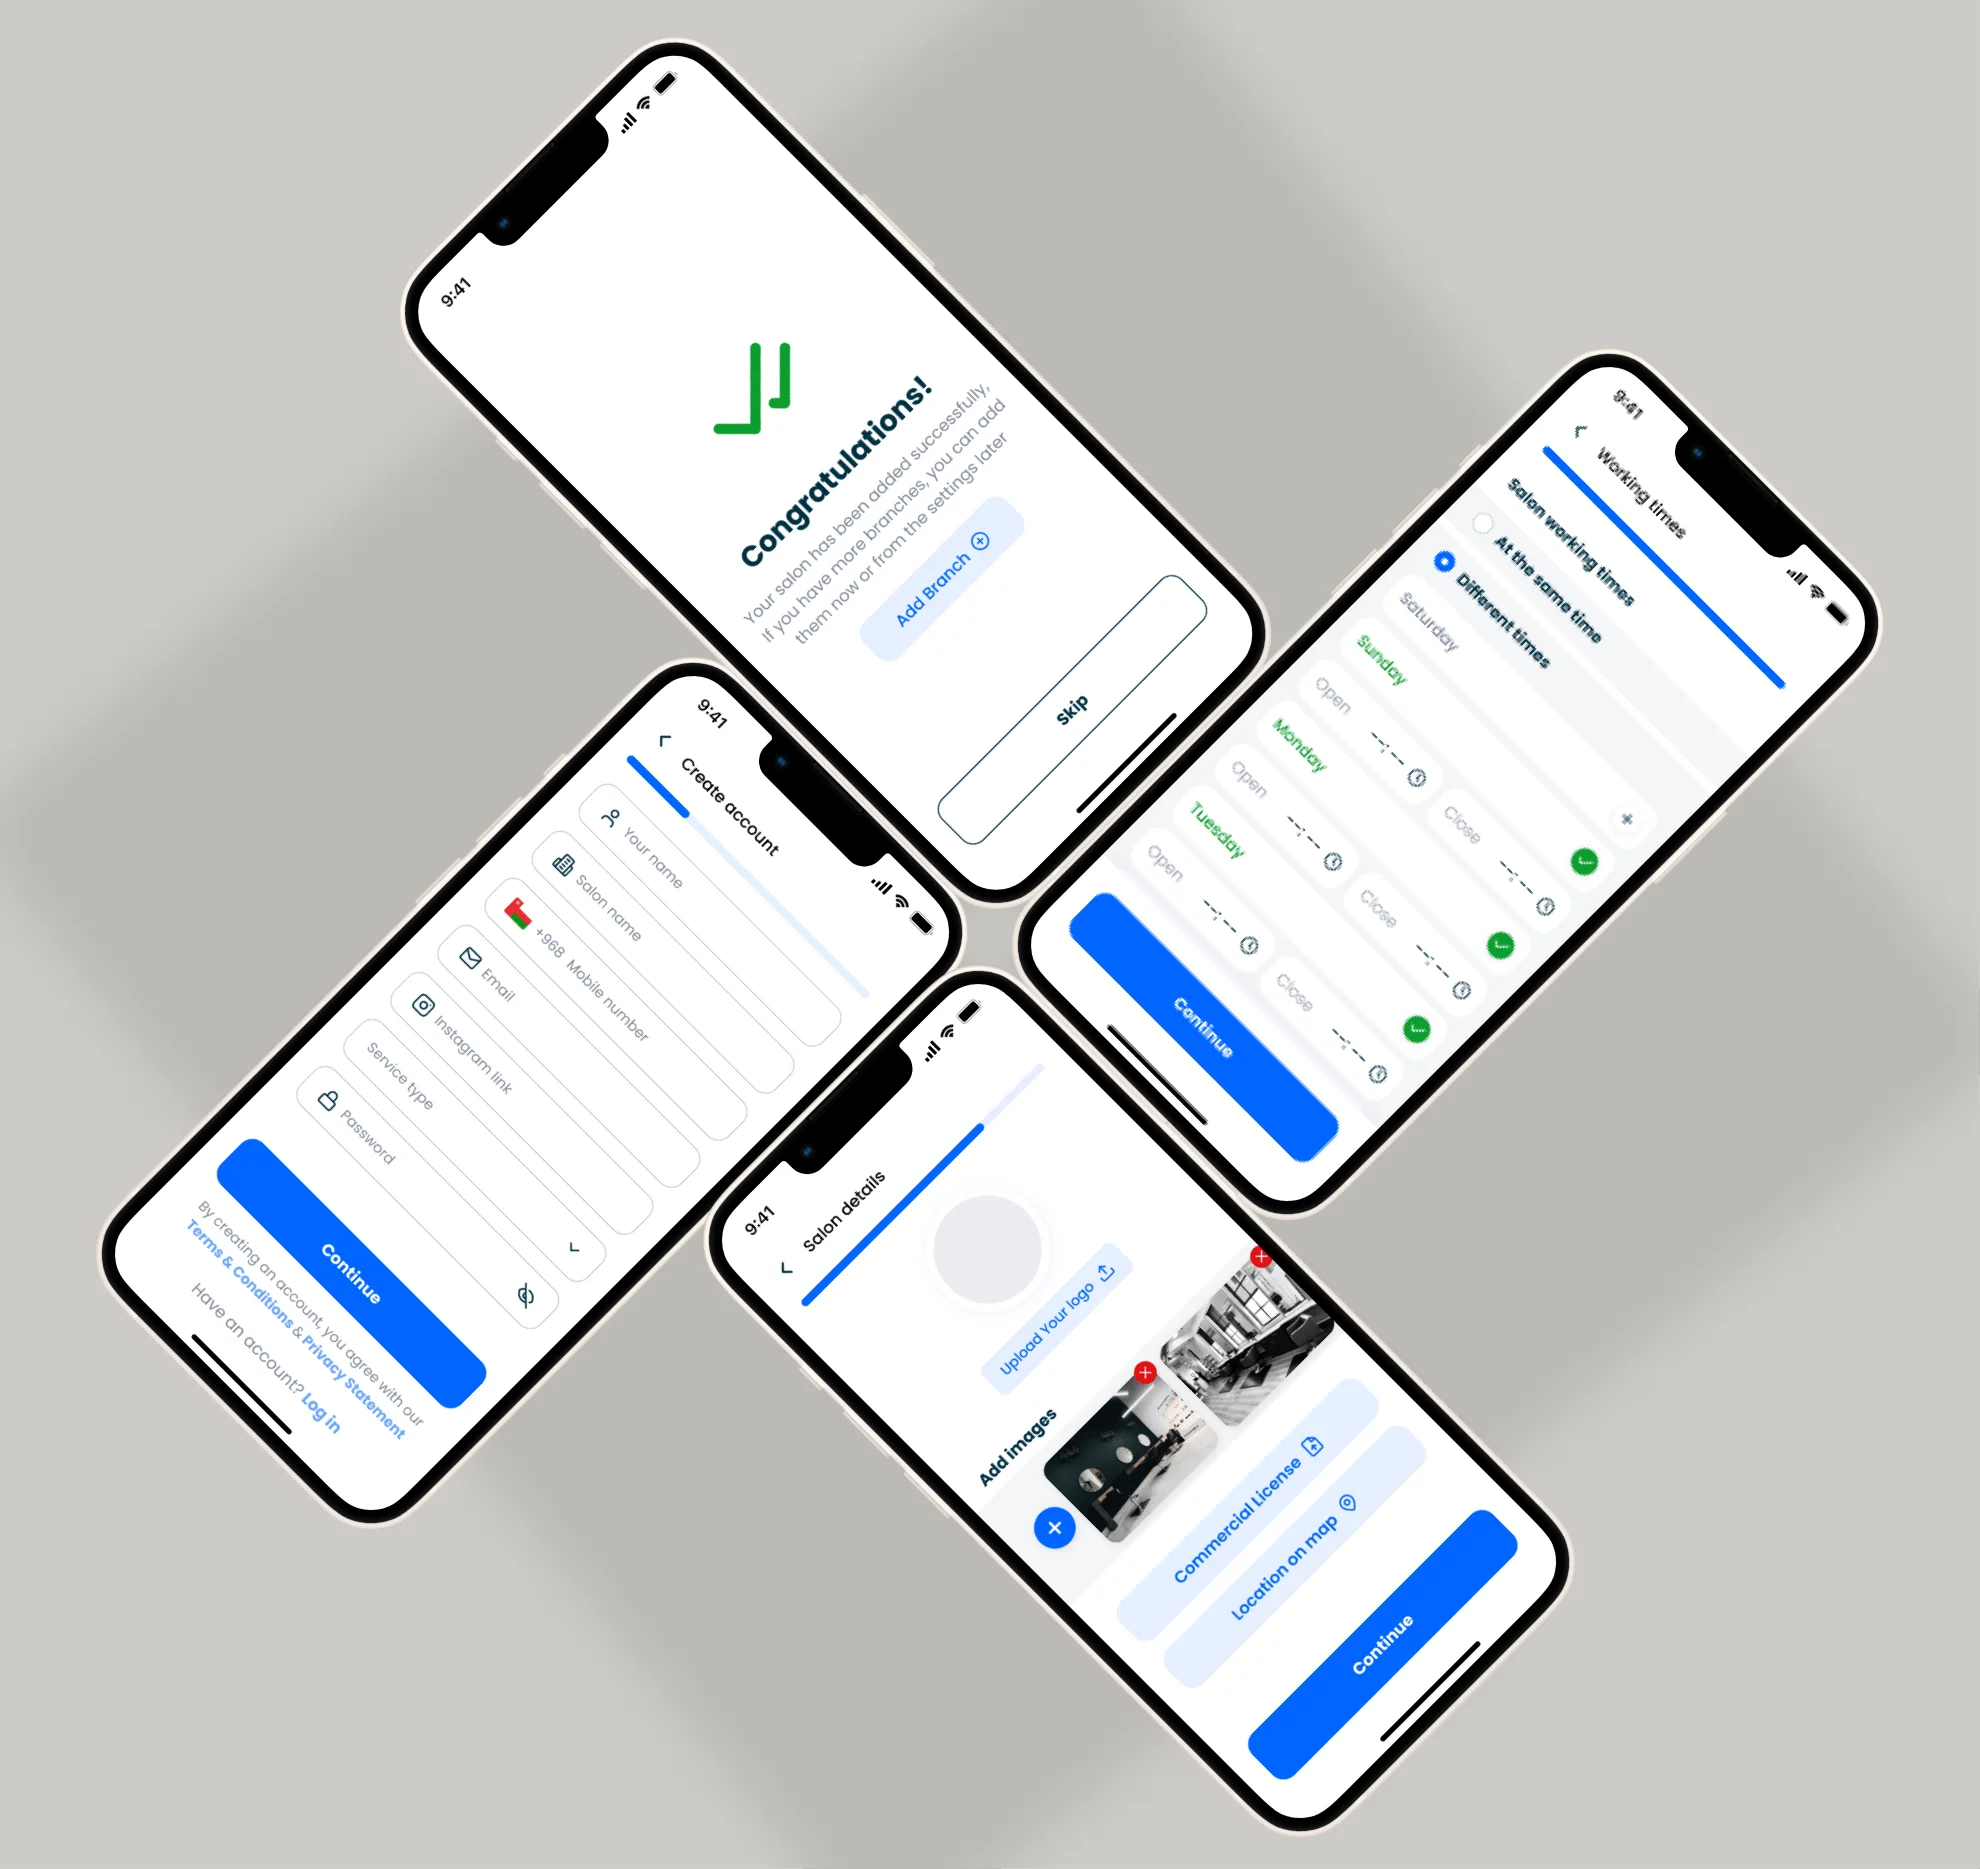 9:41
Congratulations!
Your salon has been added successfully,
If you have more branches, you can add
them now or from the settings later
Add Branch
Skip
9:41
Working times
Salon working times
At the same time
Different times
Saturday
Sunday
Open --:-- Close --:--
Monday
Open --:-- Close --:--
Tuesday
Open --:-- Close --:--
Continue
9:41
Create account
Your name
Salon name
+968 Mobile number
Email
Instagram link
Service type
Password
Continue
By creating an account, you agree with our
Terms & Conditions & Privacy Statement
Have an account? Log in
9:41
Salon details
Upload Your logo
Add images
Commercial License
Location on map
Continue